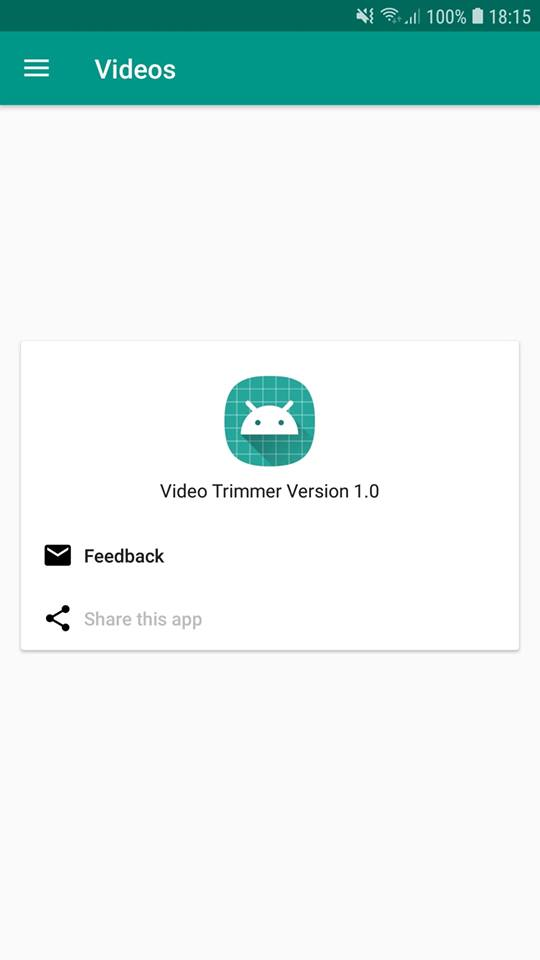 100% 18:15
Videos
Video Trimmer Version 1.0
Feedback
Share this app